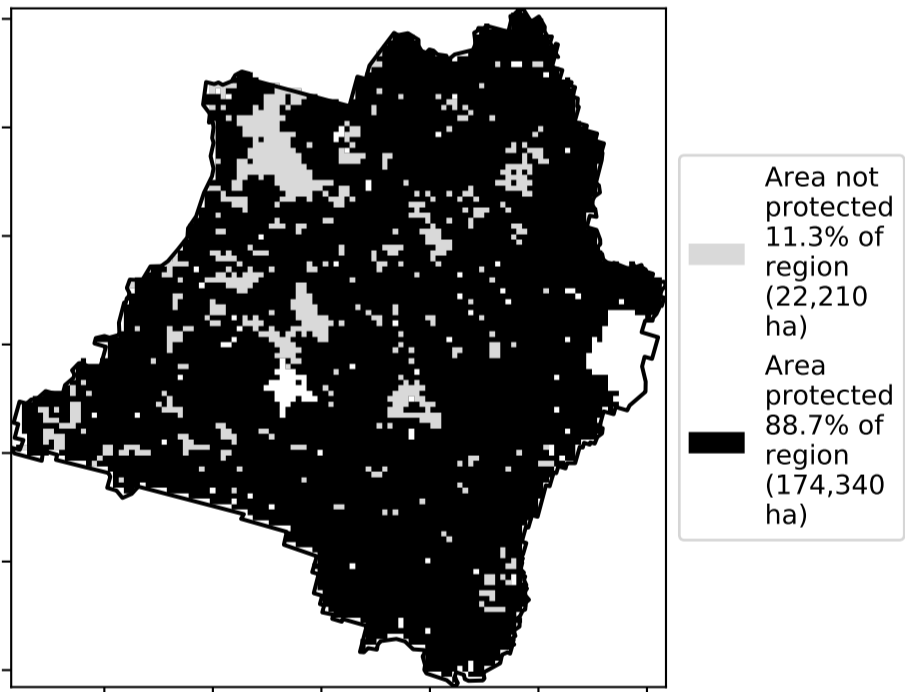 Area not
protected
11.3% of
region
(22,210
ha)
Area
protected
88.7% of
region
(174,340
ha)